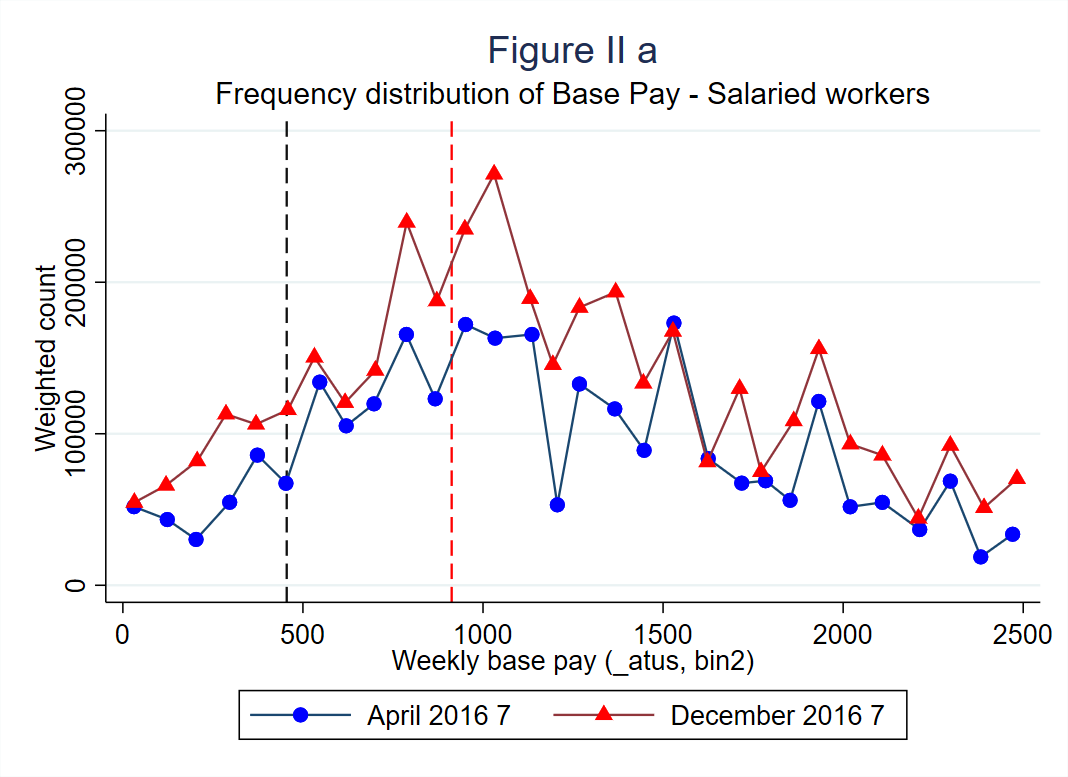 Figure II a
Frequency distribution of Base Pay - Salaried workers
300000
200000
100000
0
Weighted count
0 500 1000 1500 2000 2500
Weekly base pay (_atus, bin2)
April 2016 7 December 2016 7